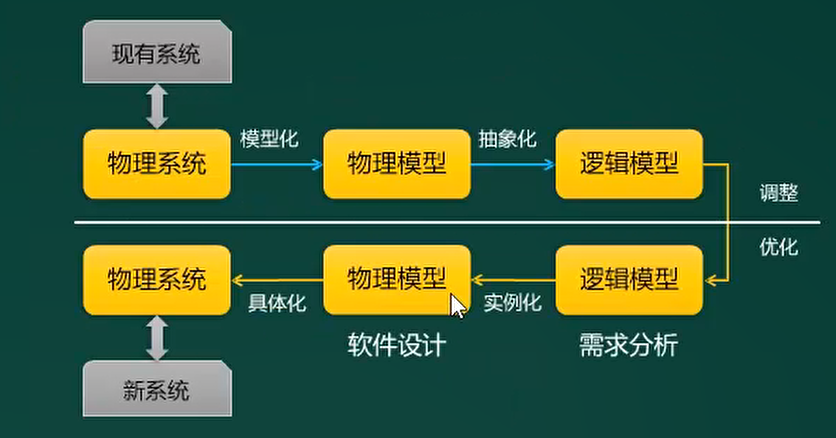 现有系统
物理系统
模型化
物理模型
抽象化
逻辑模型
调整
优化
物理系统
具体化
物理模型
实例化
逻辑模型
软件设计
需求分析
新系统